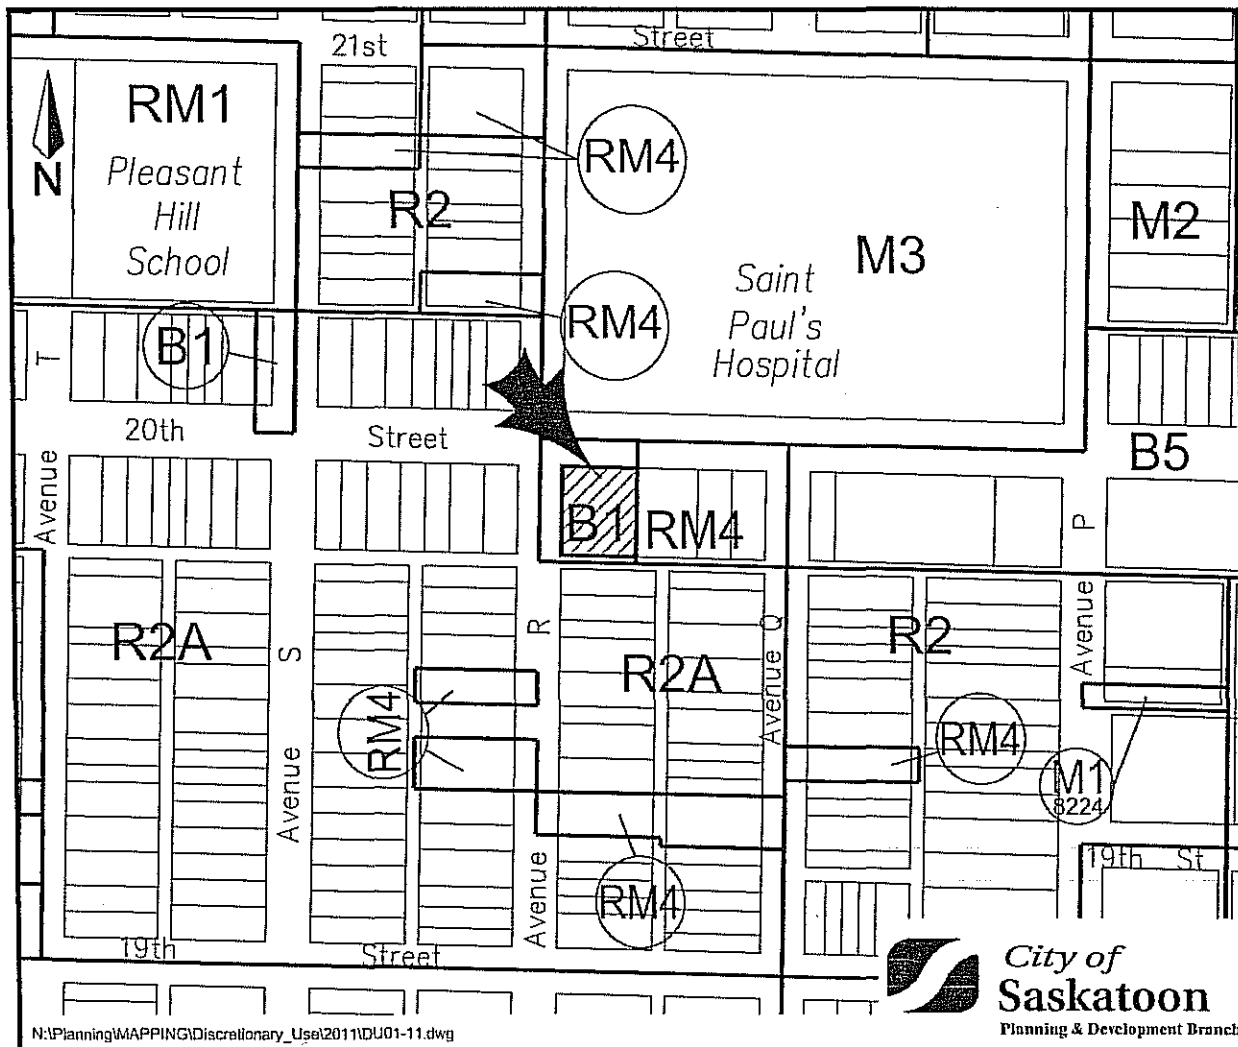 21st
Street
RM1
N
Pleasant
Hill
School
RM4
R2
M3
M2
Saint
Paul's
Hospital
RM4
B1
T
20th
Street
B5
Avenue
B1
RM4
P
R2A
S
R
R2A
Avenue Q
R2
Avenue
RM4
RM4
M1
8224
Avenue
Avenue
RM4
19th St
19th
Street
City of
Saskatoon
Planning & Development Branch
N:\Planning\MAPPING\Discretionary_Use\2011\DU01-11.dwg